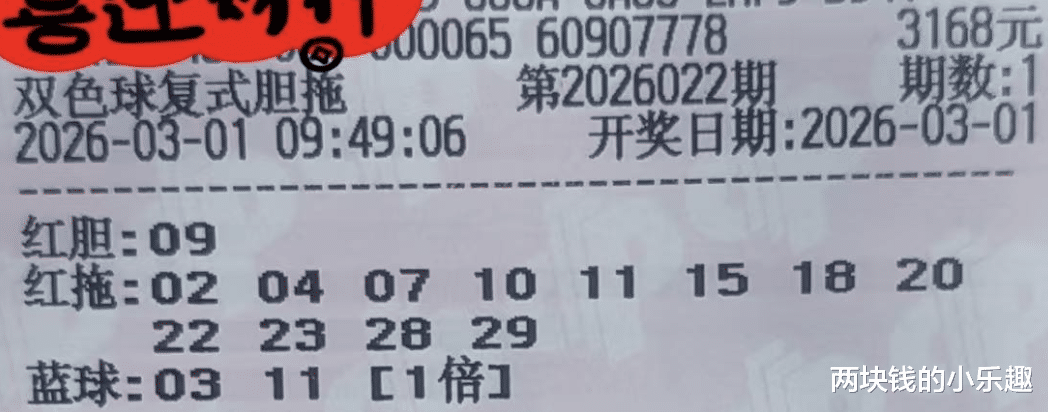 000065 60907778 3168元
双色球复式胆拖 第2026022期 期数:1
2026-03-01 09:49:06 开奖日期:2026-03-01
红胆:09
红拖:02 04 07 10 11 15 18 20
22 23 28 29
蓝球:03 11 [1倍]
两块钱的小乐趣